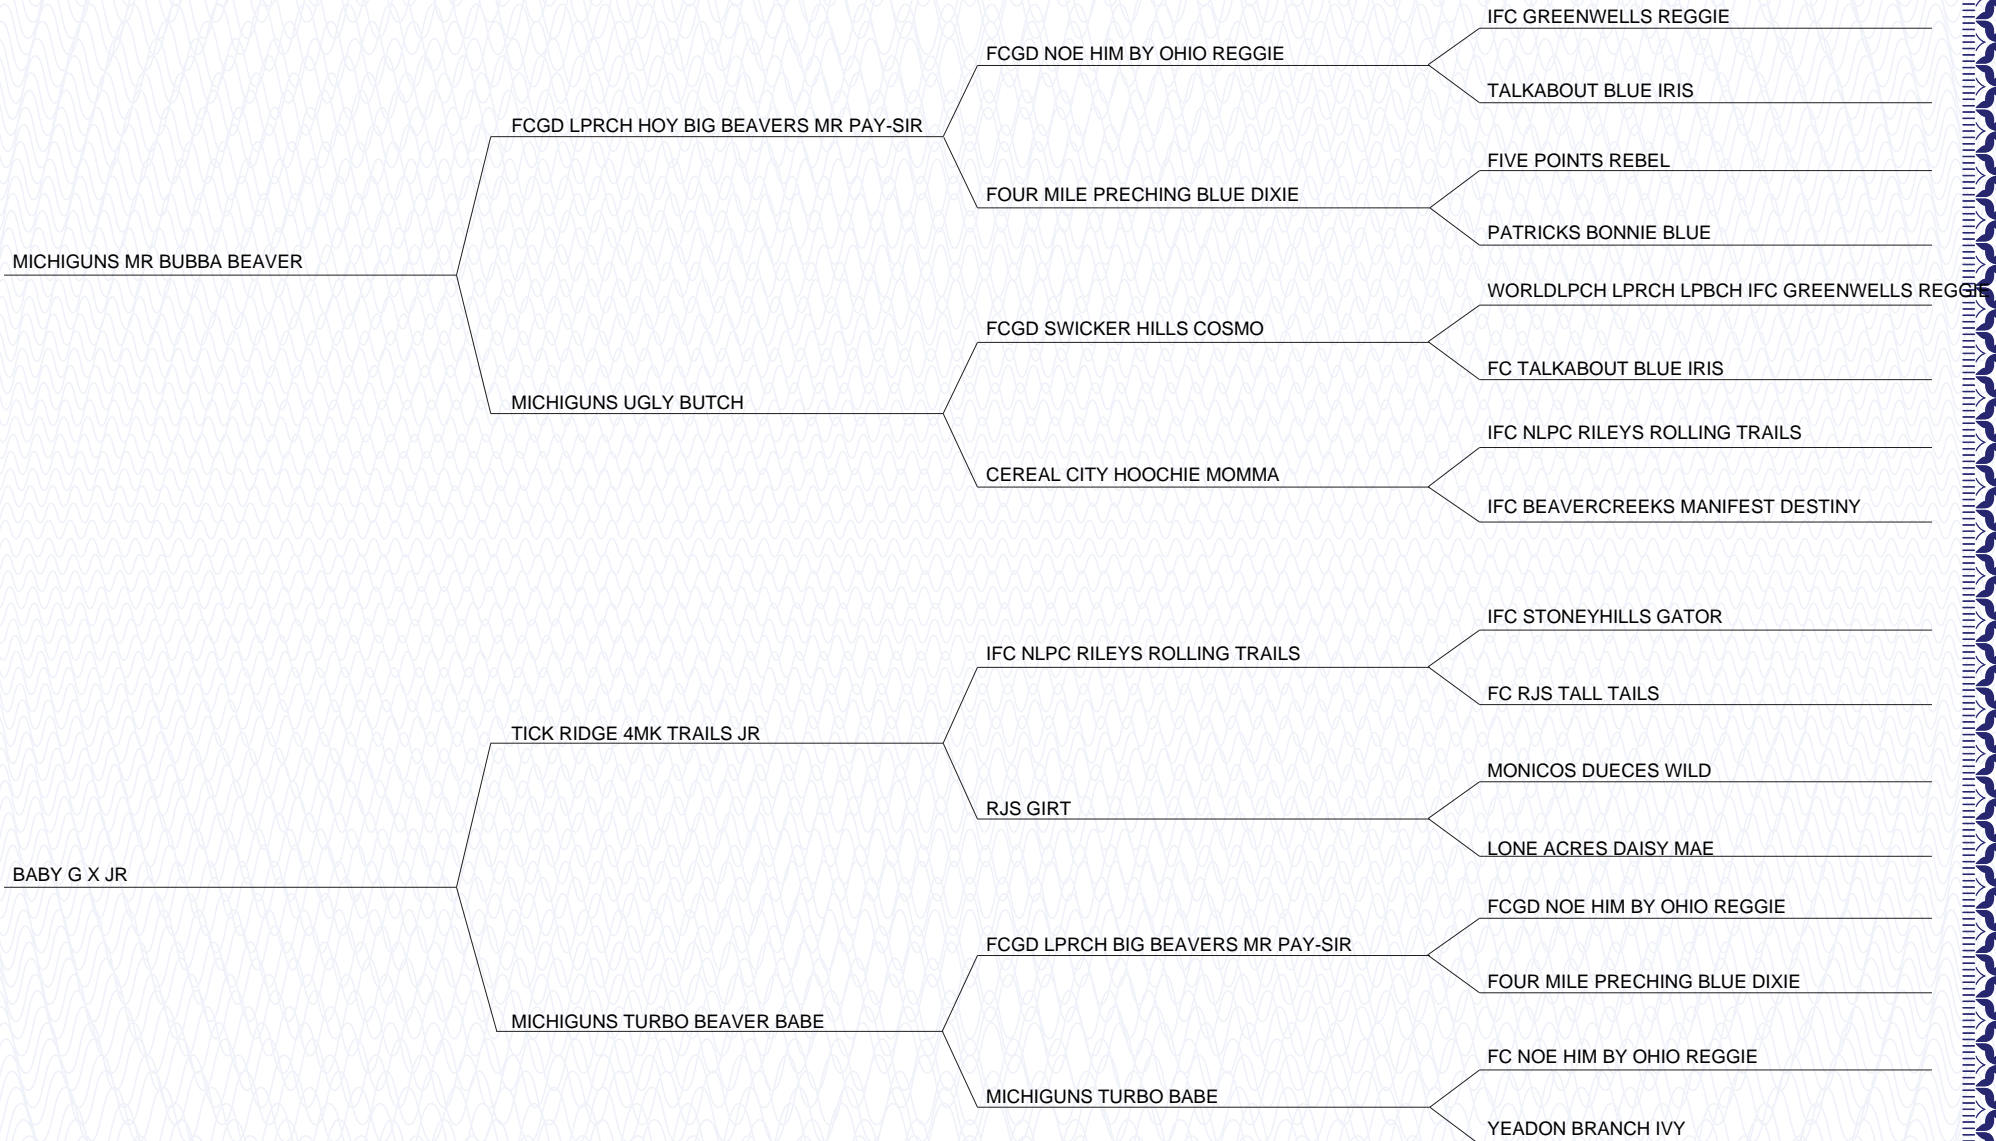 IFC GREENWELLS REGGIE
FCGD NOE HIM BY OHIO REGGIE
TALKABOUT BLUE IRIS
FCGD LPRCH HOY BIG BEAVERS MR PAY-SIR
FIVE POINTS REBEL
FOUR MILE PRECHING BLUE DIXIE
PATRICKS BONNIE BLUE
MICHIGUNS MR BUBBA BEAVER
WORLDLPCH LPRCH LPBCH IFC GREENWELLS REGGIE
FCGD SWICKER HILLS COSMO
FC TALKABOUT BLUE IRIS
MICHIGUNS UGLY BUTCH
IFC NLPC RILEYS ROLLING TRAILS
CEREAL CITY HOOCHIE MOMMA
IFC BEAVERCREEKS MANIFEST DESTINY
IFC STONEYHILLS GATOR
IFC NLPC RILEYS ROLLING TRAILS
FC RJS TALL TAILS
TICK RIDGE 4MK TRAILS JR
MONICOS DUECES WILD
RJS GIRT
LONE ACRES DAISY MAE
BABY G X JR
FCGD NOE HIM BY OHIO REGGIE
FCGD LPRCH BIG BEAVERS MR PAY-SIR
FOUR MILE PRECHING BLUE DIXIE
MICHIGUNS TURBO BEAVER BABE
FC NOE HIM BY OHIO REGGIE
MICHIGUNS TURBO BABE
YEADON BRANCH IVY